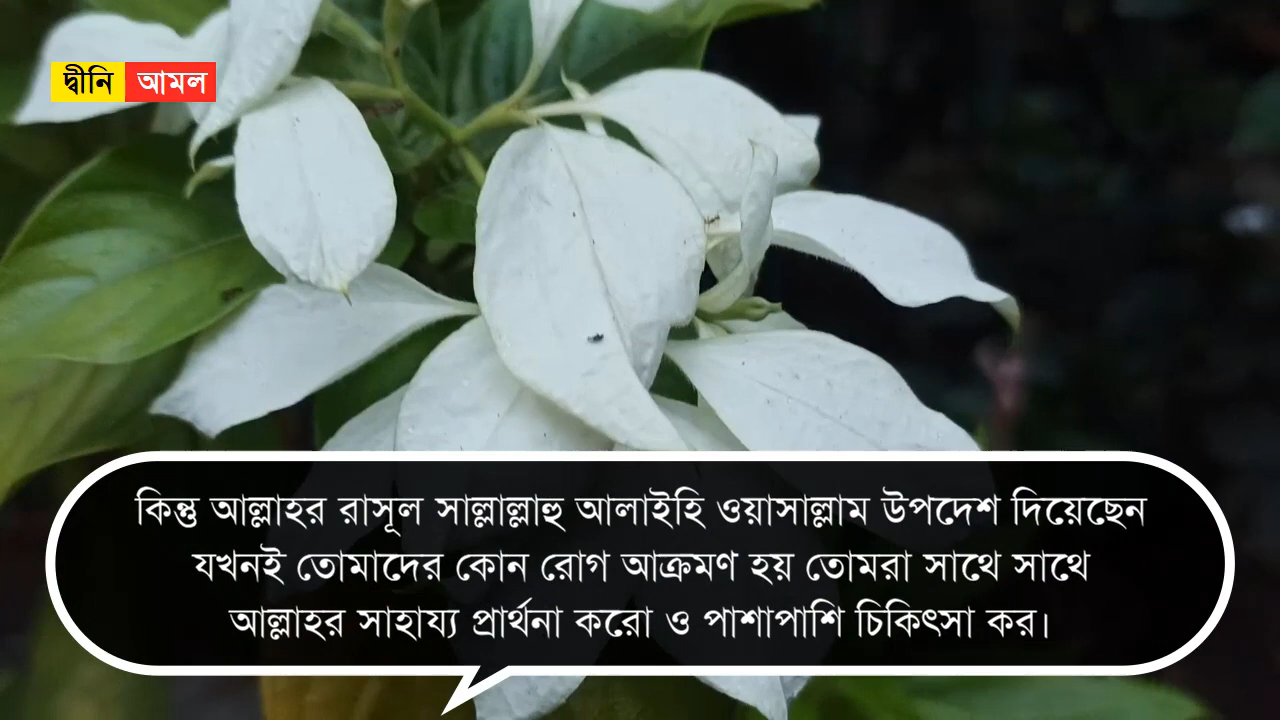 দ্বীনি আমল
কিন্তু আল্লাহর রাসূল সাল্লাল্লাহু আলাইহি ওয়াসাল্লাম উপদেশ দিয়েছেন
যখনই তোমাদের কোন রোগ আক্রমণ হয় তোমরা সাথে সাথে
আল্লাহর সাহায্য প্রার্থনা করো ও পাশাপাশি চিকিৎসা কর।